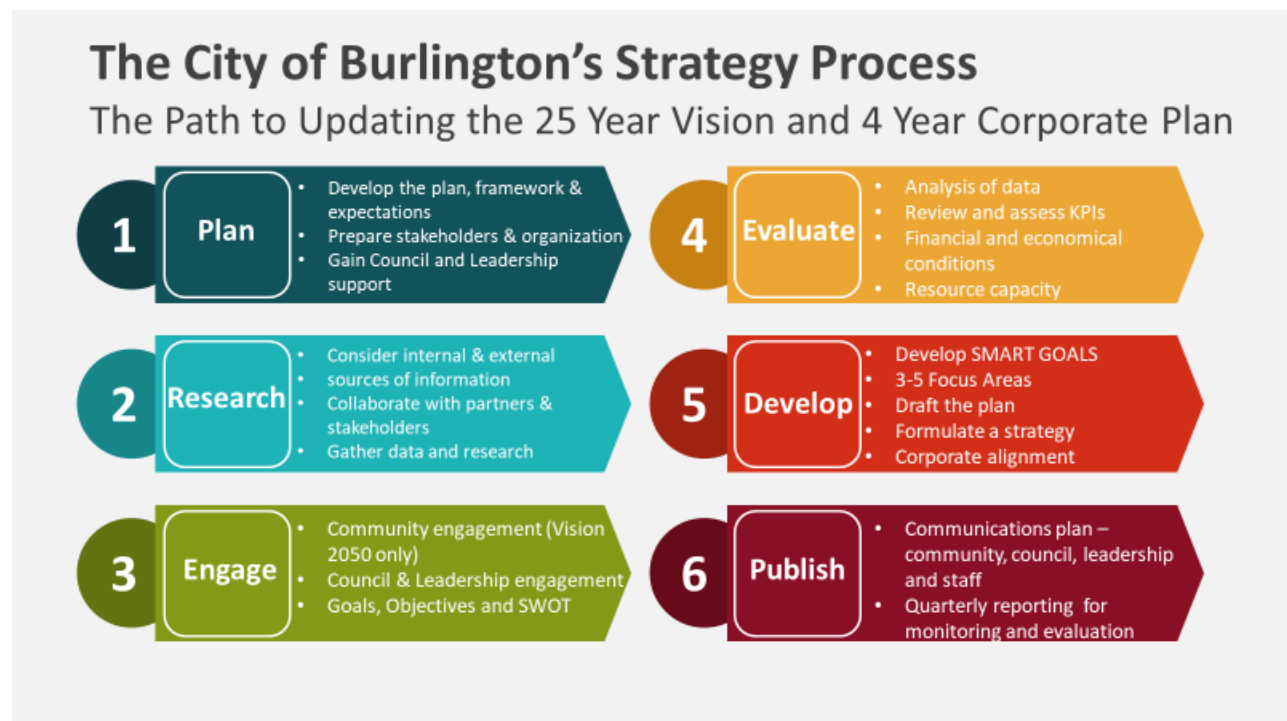 The City of Burlington’s Strategy Process
The Path to Updating the 25 Year Vision and 4 Year Corporate Plan
1
Plan
• Develop the plan, framework &
expectations
• Prepare stakeholders & organization
• Gain Council and Leadership
support
2
Research
• Consider internal & external
• sources of information
• Collaborate with partners &
stakeholders
• Gather data and research
3
Engage
• Community engagement (Vision
2050 only)
• Council & Leadership engagement
• Goals, Objectives and SWOT
4
Evaluate
• Analysis of data
• Review and assess KPIs
• Financial and economical
conditions
• Resource capacity
5
Develop
• Develop SMART GOALS
• 3-5 Focus Areas
• Draft the plan
• Formulate a strategy
• Corporate alignment
6
Publish
• Communications plan –
community, council, leadership
and staff
• Quarterly reporting for
monitoring and evaluation